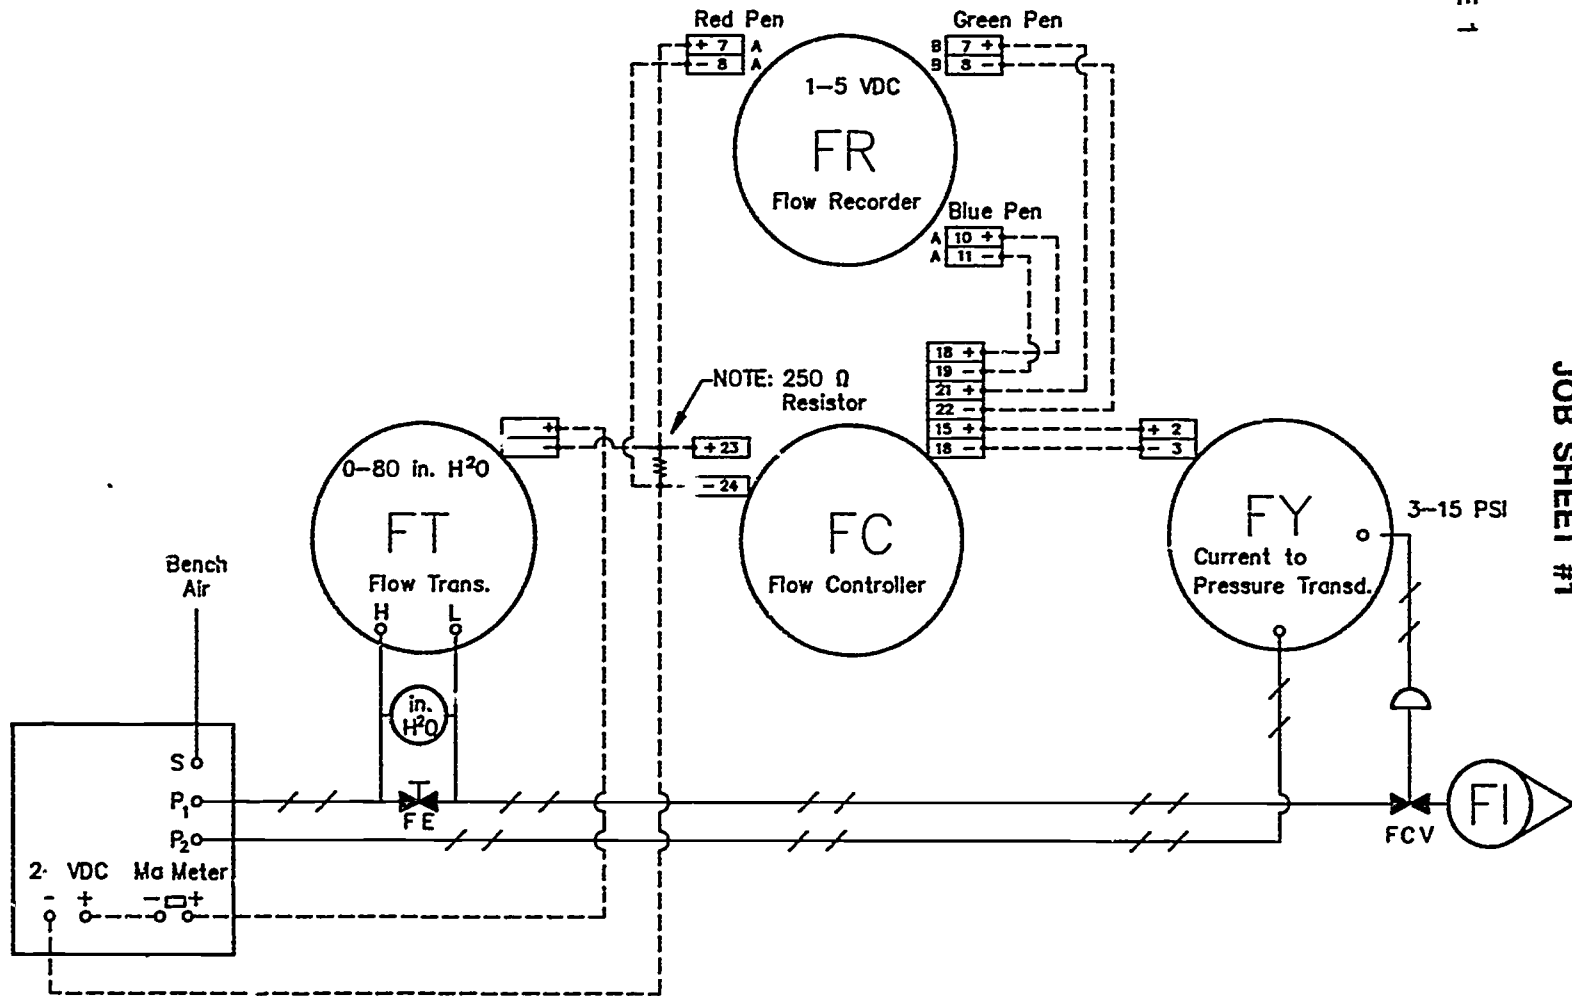 Red Pen
+ 7 A
- 8 A
Green Pen
B 7 +
B 8 -
1-5 VDC
FR
Flow Recorder
Blue Pen
A 10 +
A 11 -
NOTE: 250 Ω
Resistor
18 +
19 -
21 +
22 -
15 +
18 -
+
-
+ 23
- 24
+ 2
- 3
0-80 in. H²O
FT
Flow Trans.
H L
FC
Flow Controller
FY
Current to
Pressure Transd.
3-15 PSI
Bench
Air
in.
H²O
S
P₁
P₂
FE
FCV
FI
2· VDC Ma Meter
- + - +
JOB SHEET #1